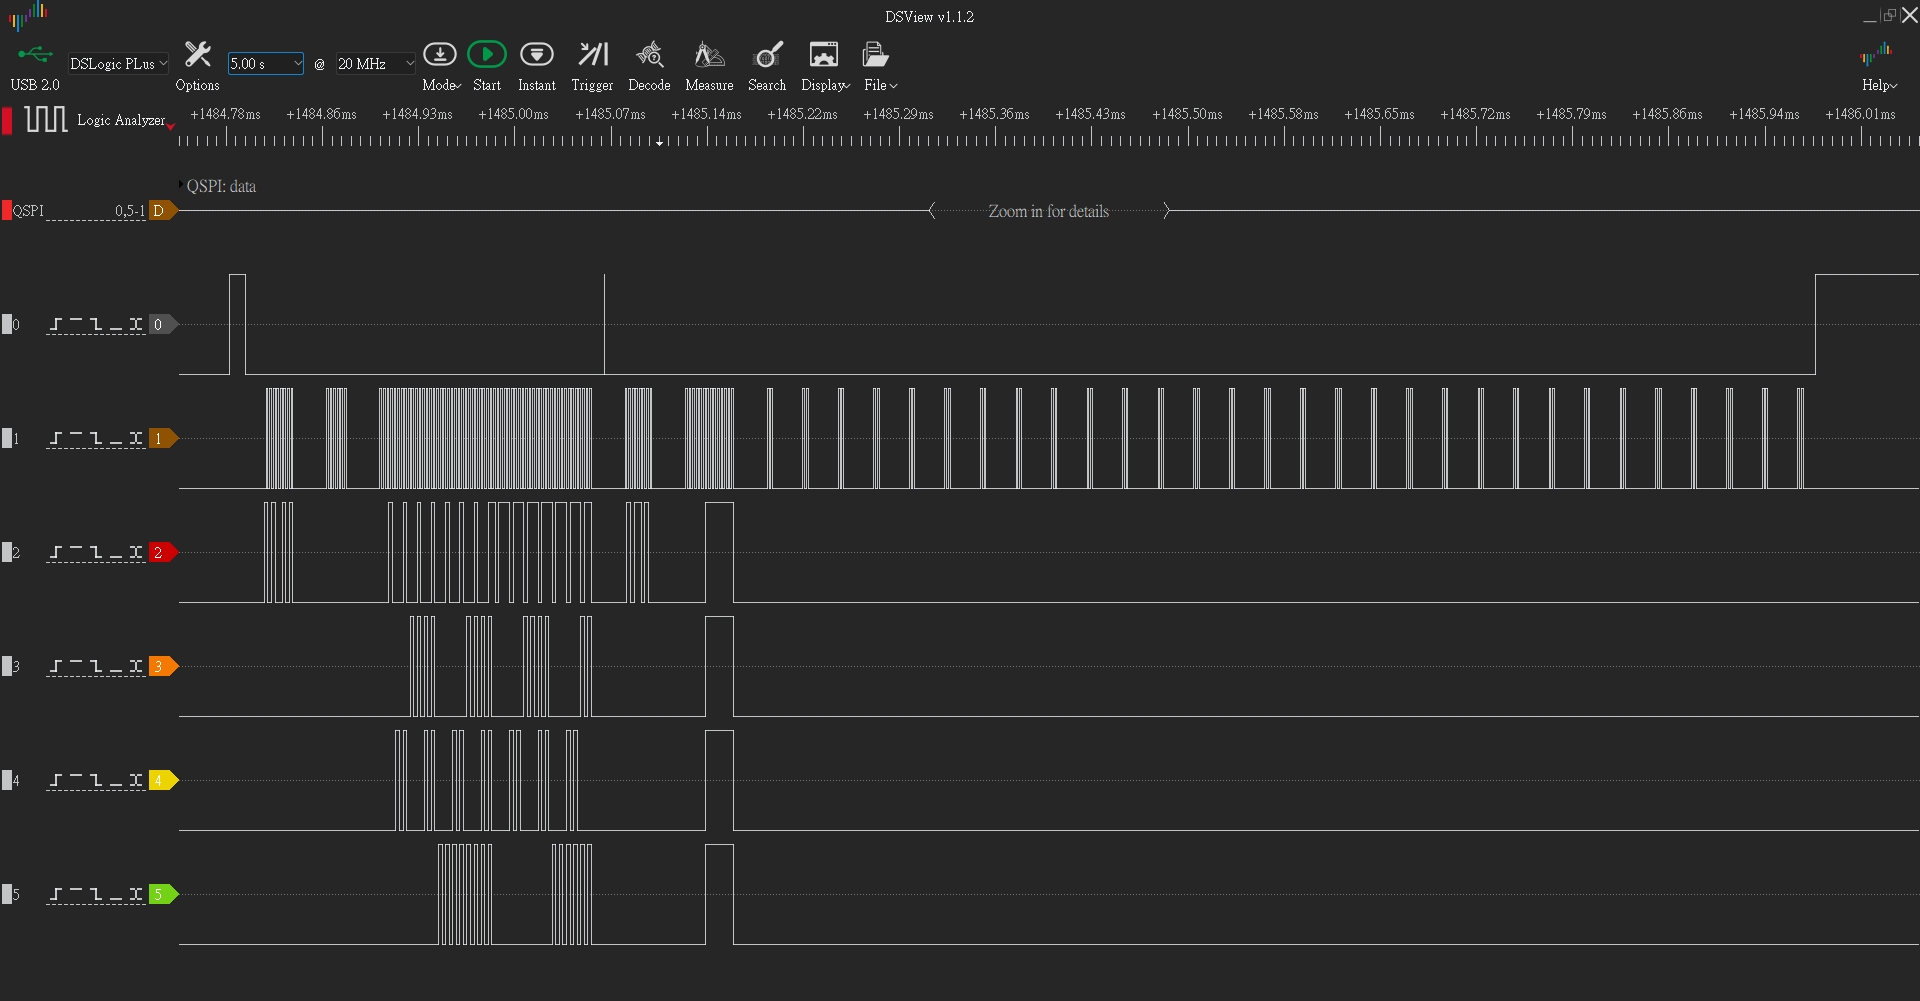 DSView v1.1.2
DSLogic PLus 5.00 s @ 20 MHz
USB 2.0 Options Mode Start Instant Trigger Decode Measure Search Display File Help
Logic Analyzer +1484.78ms +1484.86ms +1484.93ms +1485.00ms +1485.07ms +1485.14ms +1485.22ms +1485.29ms +1485.36ms +1485.43ms +1485.50ms +1485.58ms +1485.65ms +1485.72ms +1485.79ms +1485.86ms +1485.94ms +1486.01ms
QSPI: data
QSPI 0,5-1 D Zoom in for details
0 0
1 1
2 2
3 3
4 4
5 5